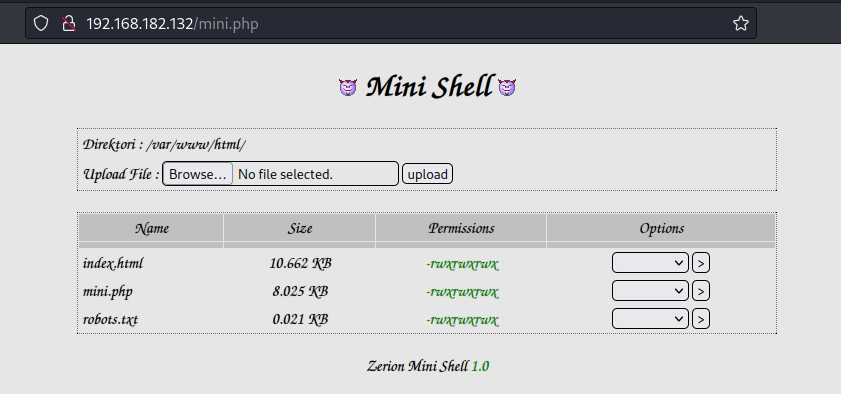 192.168.182.132/mini.php
Mini Shell
Direktori : /var/www/html/
Upload File : Browse... No file selected. upload
Name Size Permissions Options
index.html 10.662 KB -rwxrwxrwx >
mini.php 8.025 KB -rwxrwxrwx >
robots.txt 0.021 KB -rwxrwxrwx >
Zerion Mini Shell 1.0